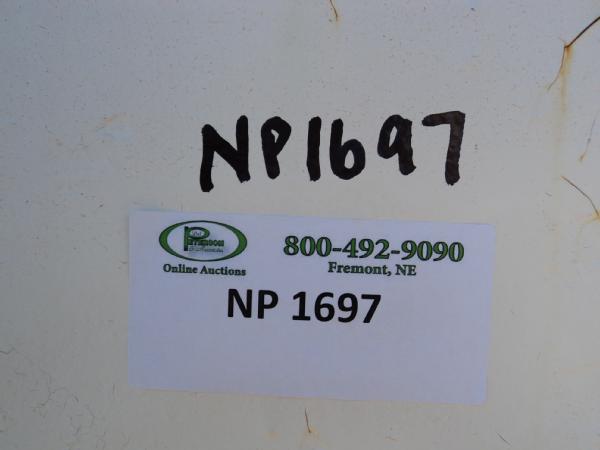 NP1697
PETERSON
Online Auctions
800-492-9090
Fremont, NE
NP 1697